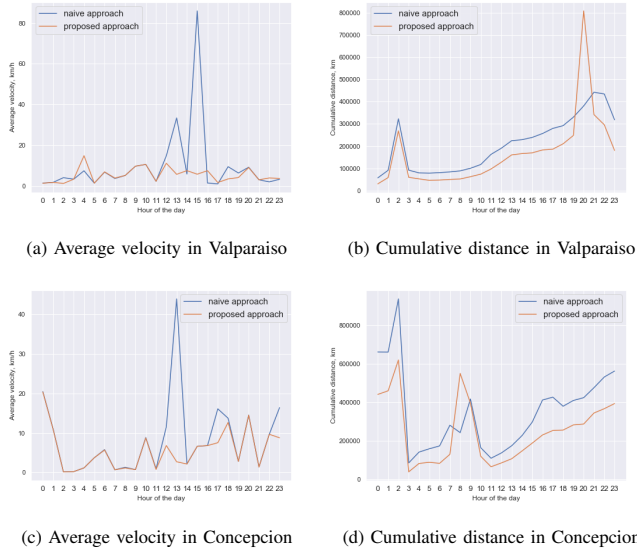 naive approach
proposed approach
80
60
40
20
0
Average velocity, km/h
0 1 2 3 4 5 6 7 8 9 10 11 12 13 14 15 16 17 18 19 20 21 22 23
Hour of the day
(a) Average velocity in Valparaiso
naive approach
proposed approach
800000
700000
600000
500000
400000
300000
200000
100000
0
Cumulative distance, km
0 1 2 3 4 5 6 7 8 9 10 11 12 13 14 15 16 17 18 19 20 21 22 23
Hour of the day
(b) Cumulative distance in Valparaiso
naive approach
proposed approach
40
30
20
10
0
Average velocity, km/h
0 1 2 3 4 5 6 7 8 9 10 11 12 13 14 15 16 17 18 19 20 21 22 23
Hour of the day
(c) Average velocity in Concepcion
naive approach
proposed approach
800000
600000
400000
200000
0
Cumulative distance, km
0 1 2 3 4 5 6 7 8 9 10 11 12 13 14 15 16 17 18 19 20 21 22 23
Hour of the day
(d) Cumulative distance in Concepcion